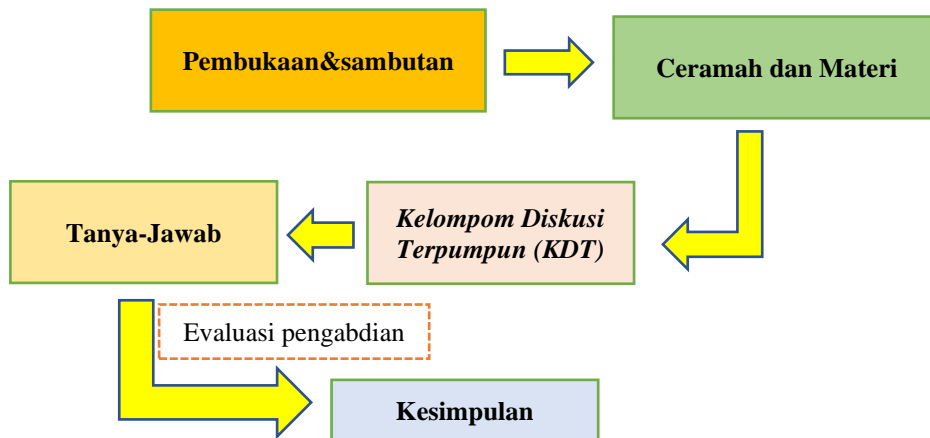 Pembukaan&sambutan
Ceramah dan Materi
Kelompom Diskusi
Terpumpun (KDT)
Tanya-Jawab
Evaluasi pengabdian
Kesimpulan